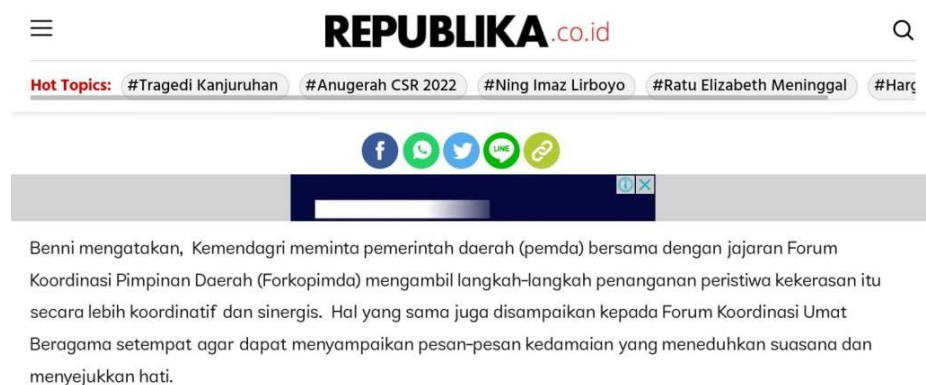 REPUBLIKA.co.id
Hot Topics: #Tragedi Kanjuruhan #Anugerah CSR 2022 #Ning Imaz Lirboyo #Ratu Elizabeth Meninggal #Harg
LINE
Benni mengatakan, Kemendagri meminta pemerintah daerah (pemda) bersama dengan jajaran Forum
Koordinasi Pimpinan Daerah (Forkopimda) mengambil langkah-langkah penanganan peristiwa kekerasan itu
secara lebih koordinatif dan sinergis. Hal yang sama juga disampaikan kepada Forum Koordinasi Umat
Beragama setempat agar dapat menyampaikan pesan-pesan kedamaian yang meneduhkan suasana dan
menyejukkan hati.